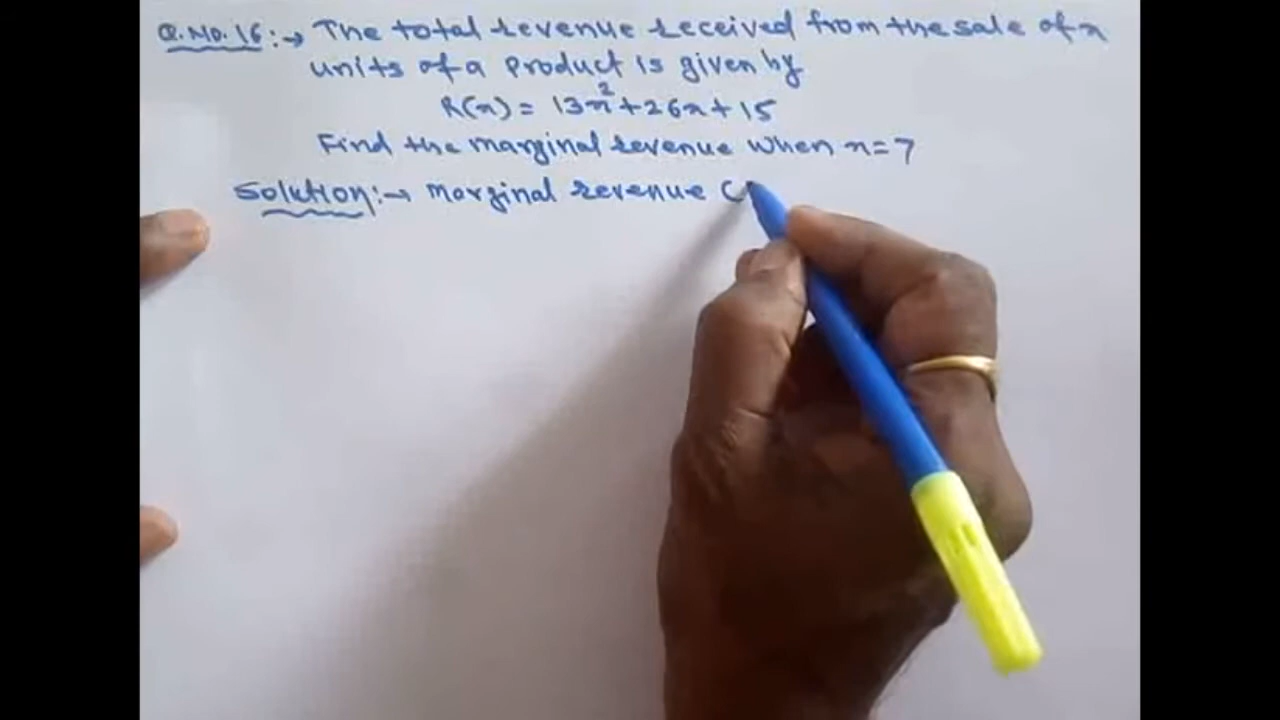 Q.No.16:→ The total revenue received from the sale of x
units of a product is given by
R(x) = 13x²+26x+15
Find the marginal revenue when x=7
Solution:→ Marginal revenue (